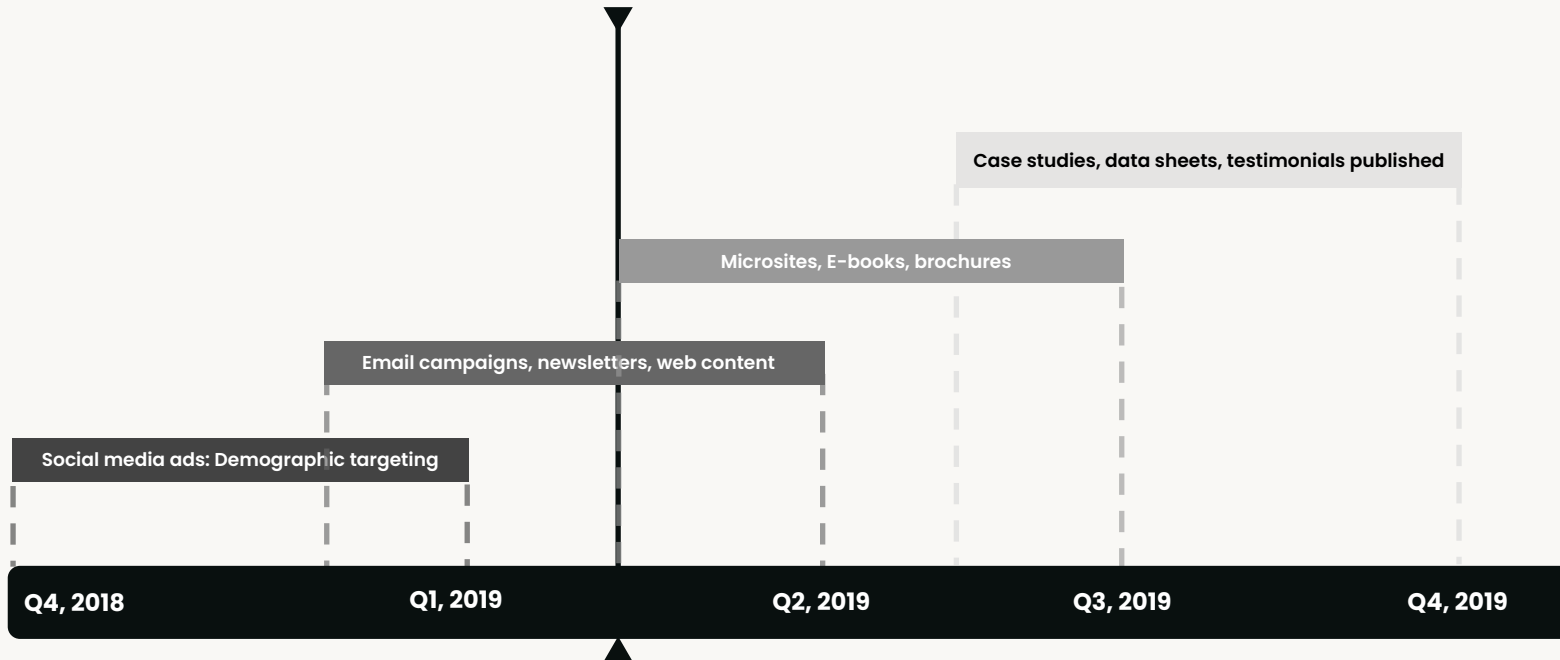 Case studies, data sheets, testimonials published
Microsites, E-books, brochures
Email campaigns, newsletters, web content
Social media ads: Demographic targeting
Q4, 2018
Q1, 2019
Q2, 2019
Q3, 2019
Q4, 2019